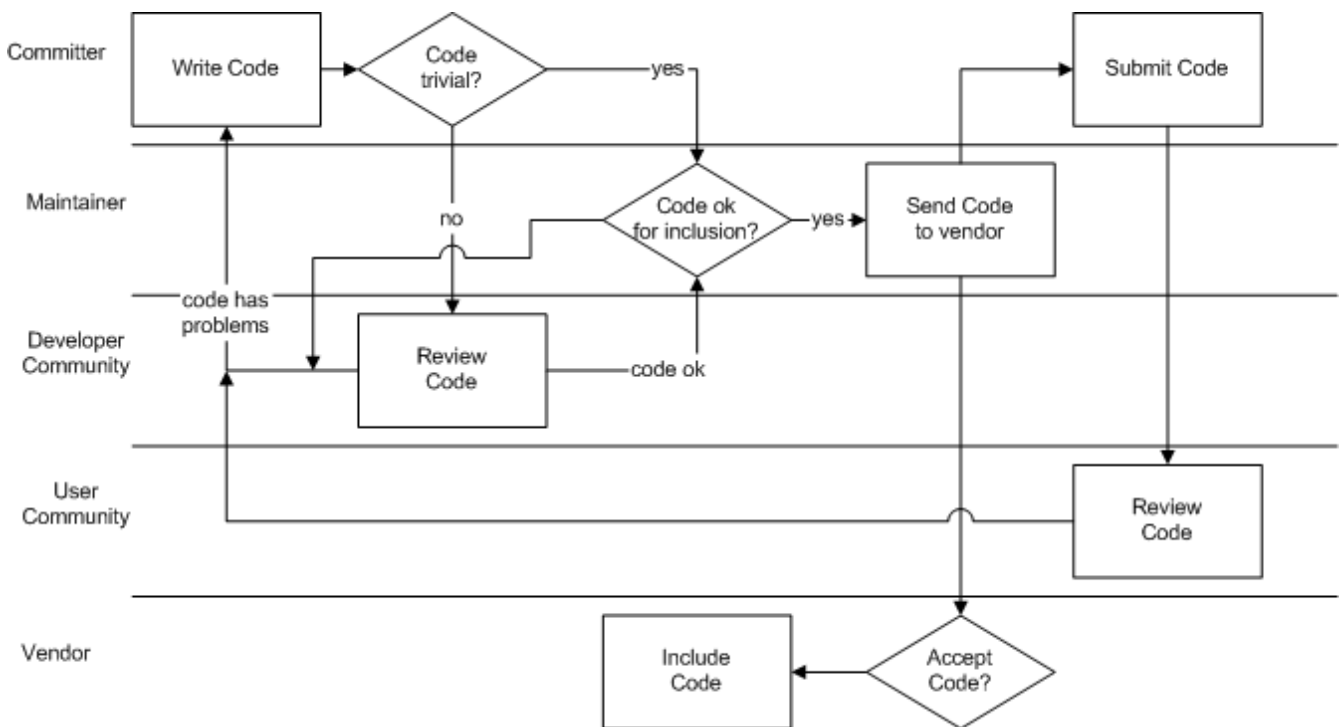 Committer
Write Code
Code
trivial?
yes
Submit Code
Maintainer
no
Code ok
for inclusion?
yes
Send Code
to vendor
code has
problems
Developer
Community
Review
Code
code ok
User
Community
Review
Code
Vendor
Include
Code
Accept
Code?